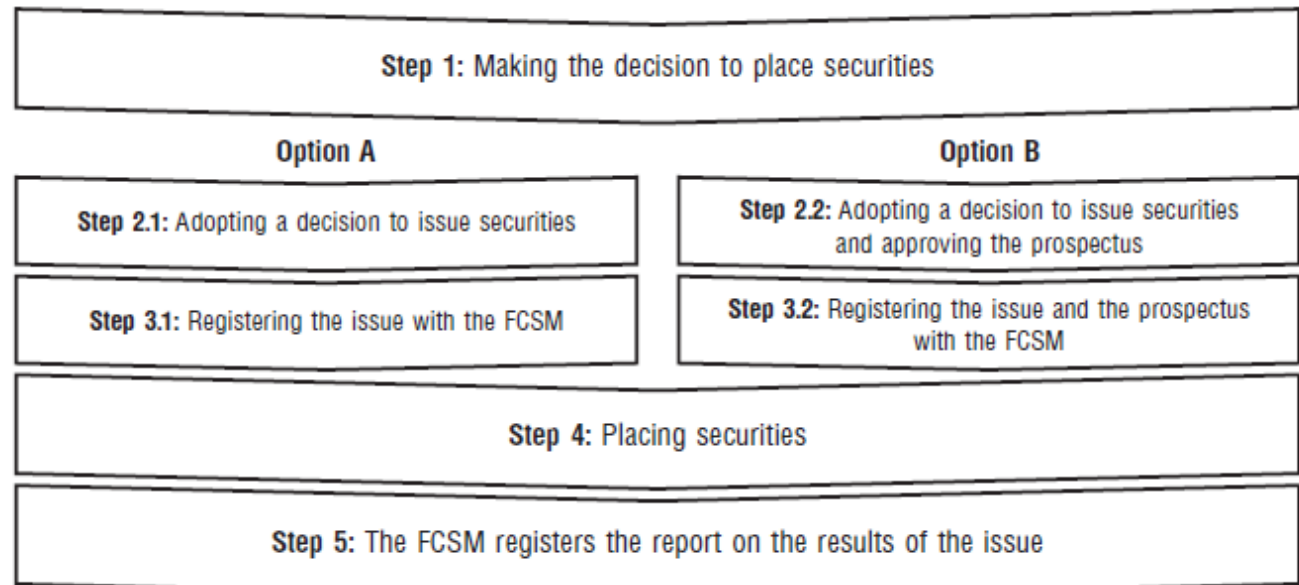 Step 1: Making the decision to place securities
Option A
Option B
Step 2.1: Adopting a decision to issue securities
Step 2.2: Adopting a decision to issue securities
and approving the prospectus
Step 3.1: Registering the issue with the FCSM
Step 3.2: Registering the issue and the prospectus
with the FCSM
Step 4: Placing securities
Step 5: The FCSM registers the report on the results of the issue